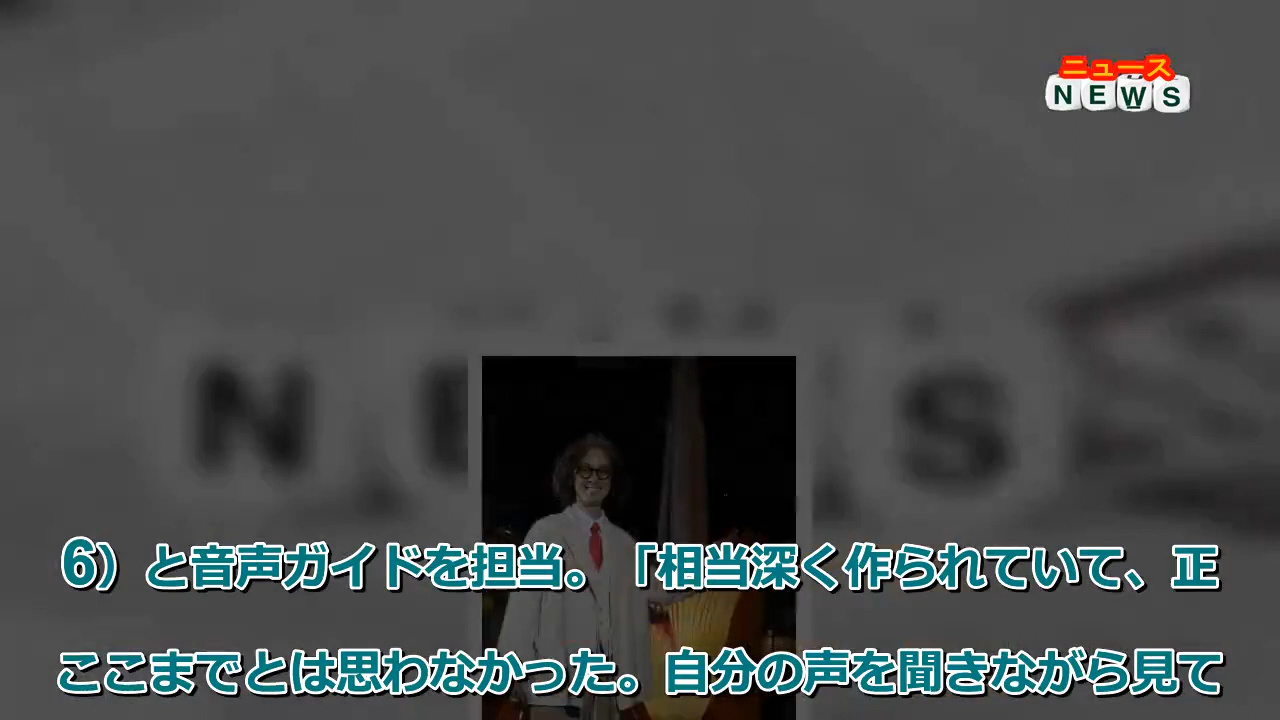 ニュース
NEWS
N E S
6）と音声ガイドを担当。「相当深く作られていて、正
ここまでとは思わなかった。自分の声を聞きながら見て